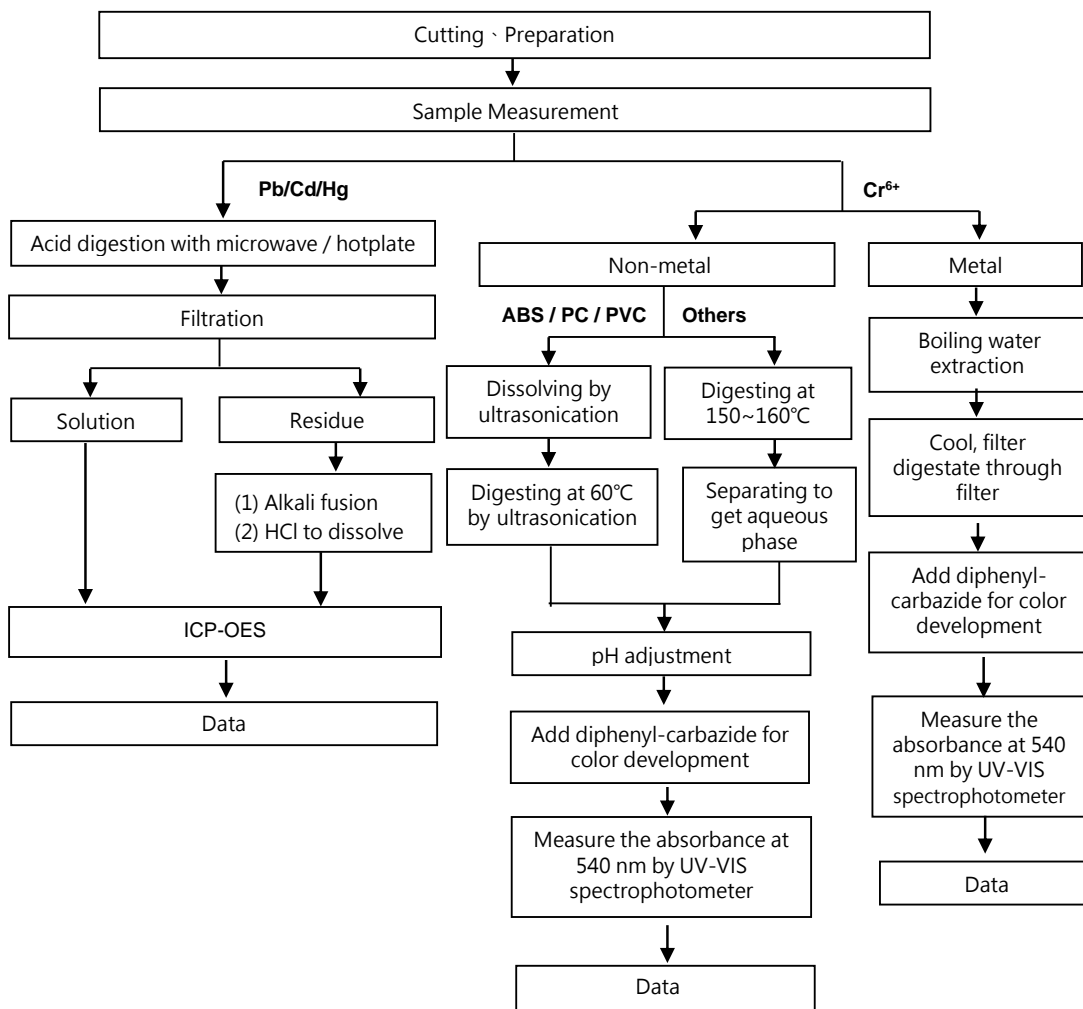 Cutting、Preparation
Sample Measurement
Pb/Cd/Hg
Acid digestion with microwave / hotplate
Filtration
Solution
Residue
(1) Alkali fusion
(2) HCl to dissolve
ICP-OES
Data
Cr⁶⁺
Non-metal
ABS / PC / PVC
Others
Dissolving by
ultrasonication
Digesting at 60℃
by ultrasonication
Digesting at
150~160℃
Separating to
get aqueous
phase
pH adjustment
Add diphenyl-carbazide for
color development
Measure the absorbance at
540 nm by UV-VIS
spectrophotometer
Data
Metal
Boiling water
extraction
Cool, filter
digestate through
filter
Add diphenyl-
carbazide for color
development
Measure the
absorbance at 540
nm by UV-VIS
spectrophotometer
Data